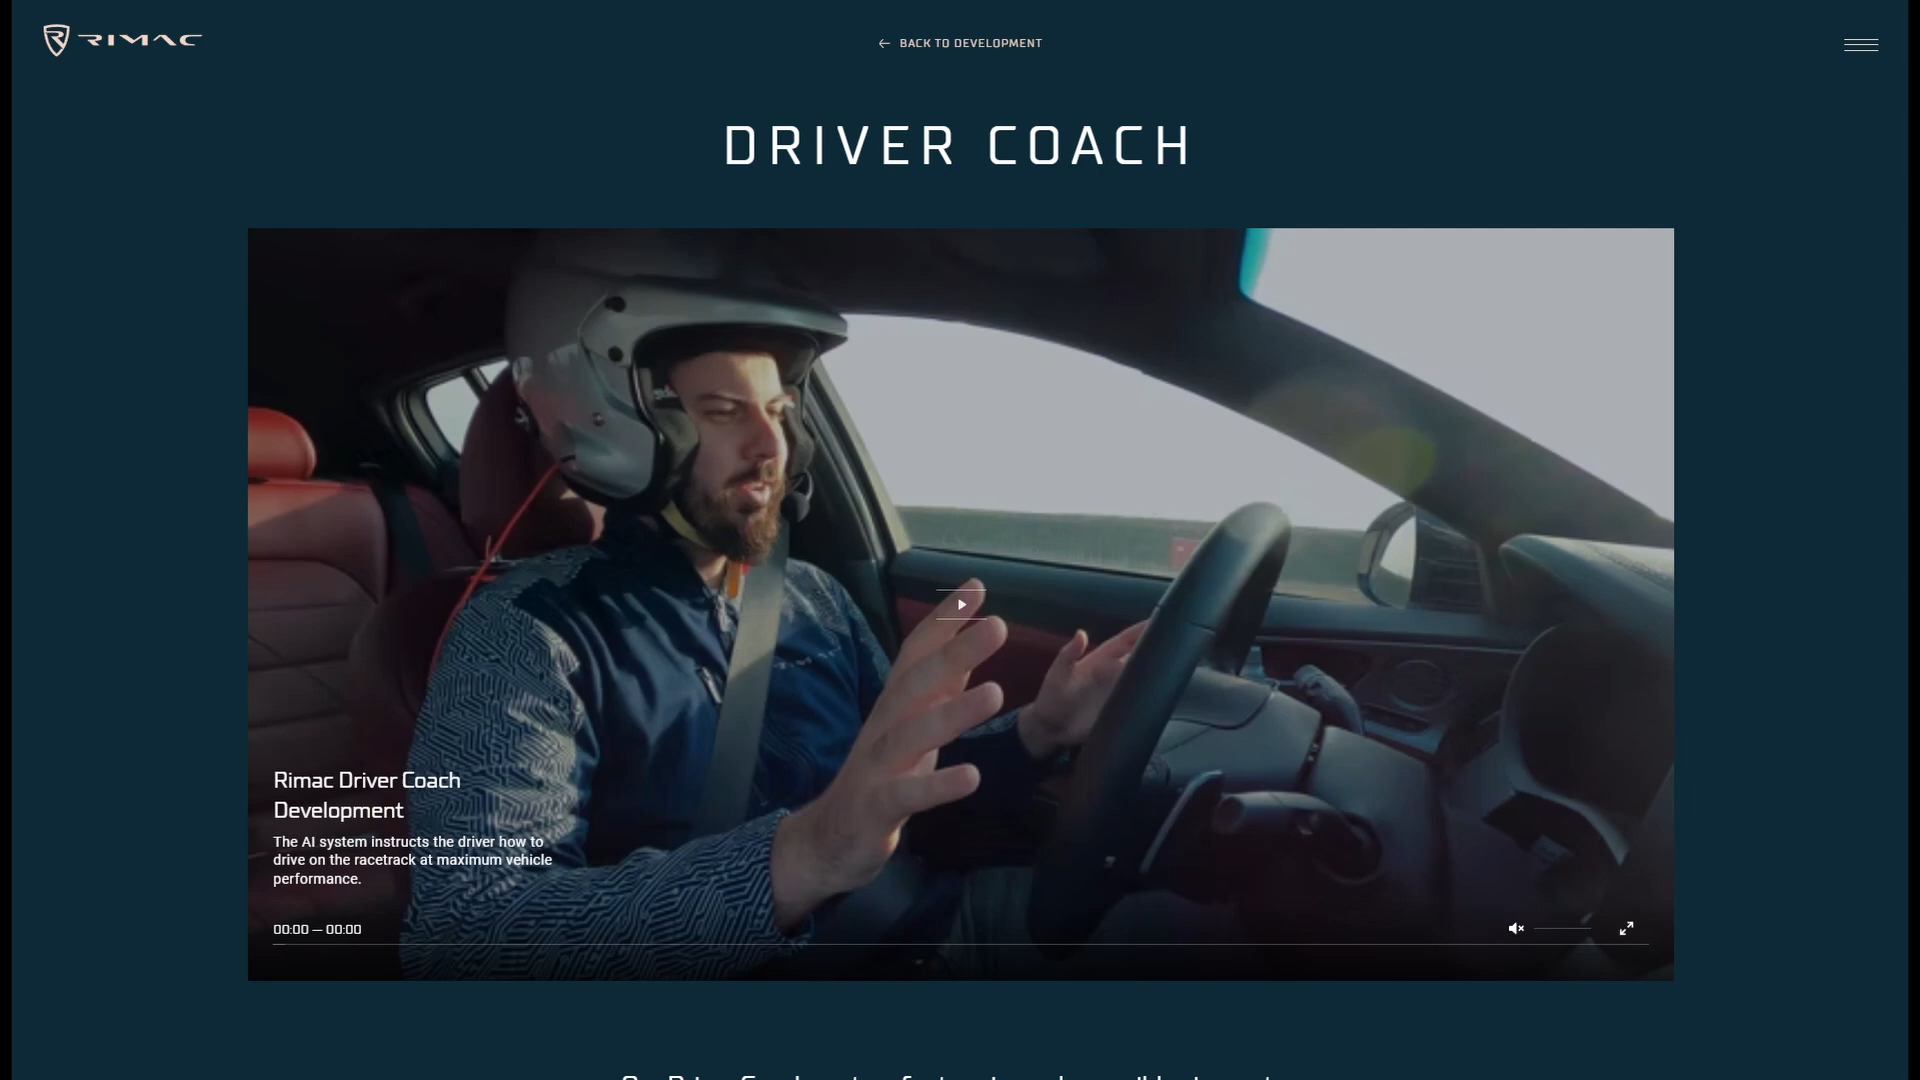 RIMAC
BACK TO DEVELOPMENT
DRIVER COACH
Rimac Driver Coach
Development
The AI system instructs the driver how to
drive on the racetrack at maximum vehicle
performance.
00:00 — 00:00